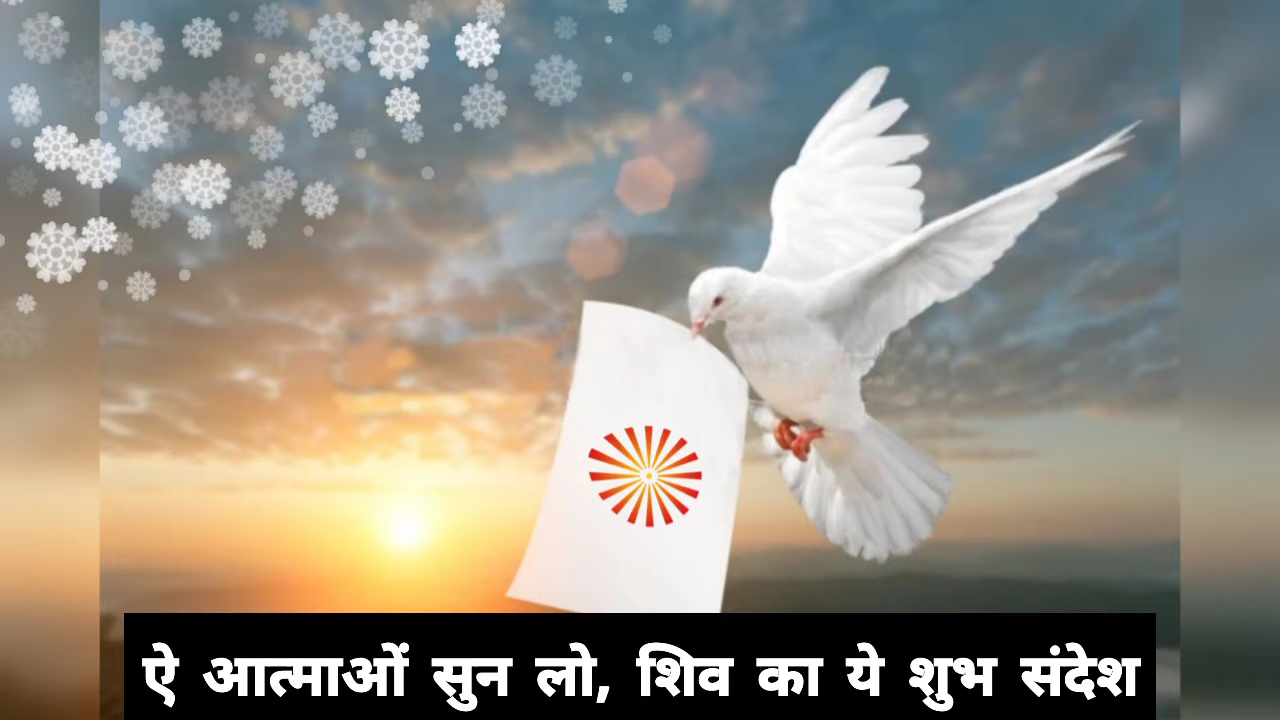 ऐ आत्माओं सुन लो, शिव का ये शुभ संदेश